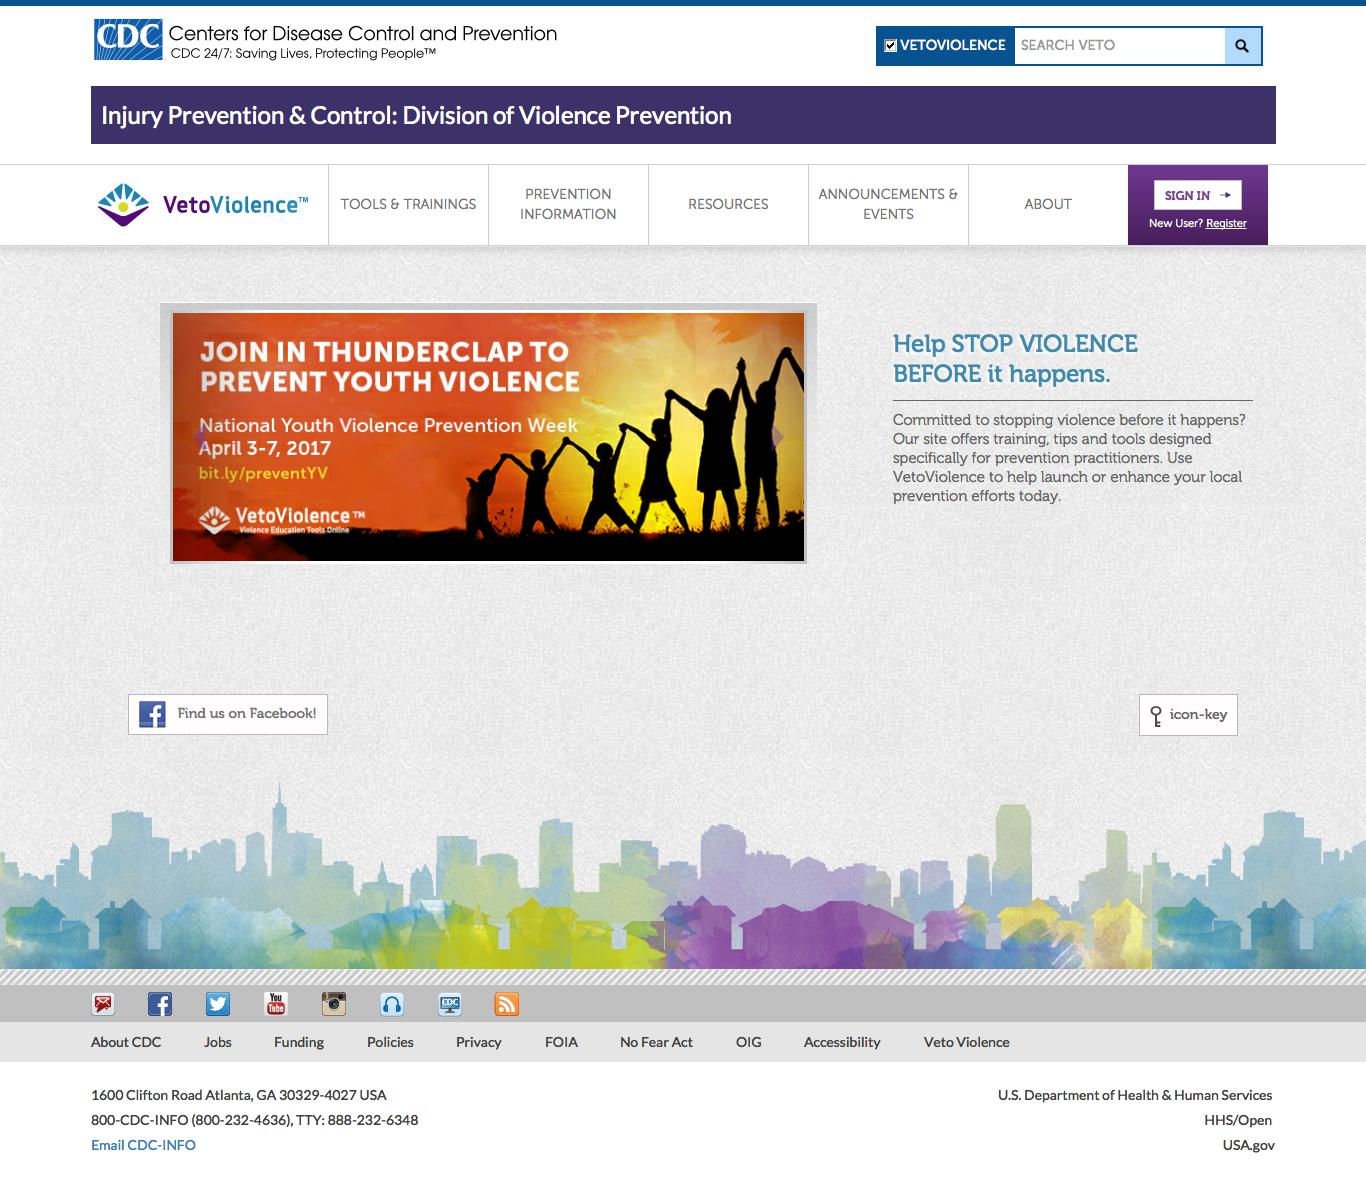 CDC Centers for Disease Control and Prevention
CDC 24/7: Saving Lives, Protecting People™
VETOVIOLENCE SEARCH VETO
Injury Prevention & Control: Division of Violence Prevention
VetoViolence™
TOOLS & TRAININGS
PREVENTION
INFORMATION
RESOURCES
ANNOUNCEMENTS &
EVENTS
ABOUT
SIGN IN
New User? Register
JOIN IN THUNDERCLAP TO
PREVENT YOUTH VIOLENCE
National Youth Violence Prevention Week
April 3-7, 2017
bit.ly/preventYV
VetoViolence™
Violence Education Tools Online
Help STOP VIOLENCE
BEFORE it happens.
Committed to stopping violence before it happens?
Our site offers training, tips and tools designed
specifically for prevention practitioners. Use
VetoViolence to help launch or enhance your local
prevention efforts today.
Find us on Facebook!
icon-key
You
Tube
CDC
About CDC Jobs Funding Policies Privacy FOIA No Fear Act OIG Accessibility Veto Violence
1600 Clifton Road Atlanta, GA 30329-4027 USA
800-CDC-INFO (800-232-4636), TTY: 888-232-6348
Email CDC-INFO
U.S. Department of Health & Human Services
HHS/Open
USA.gov